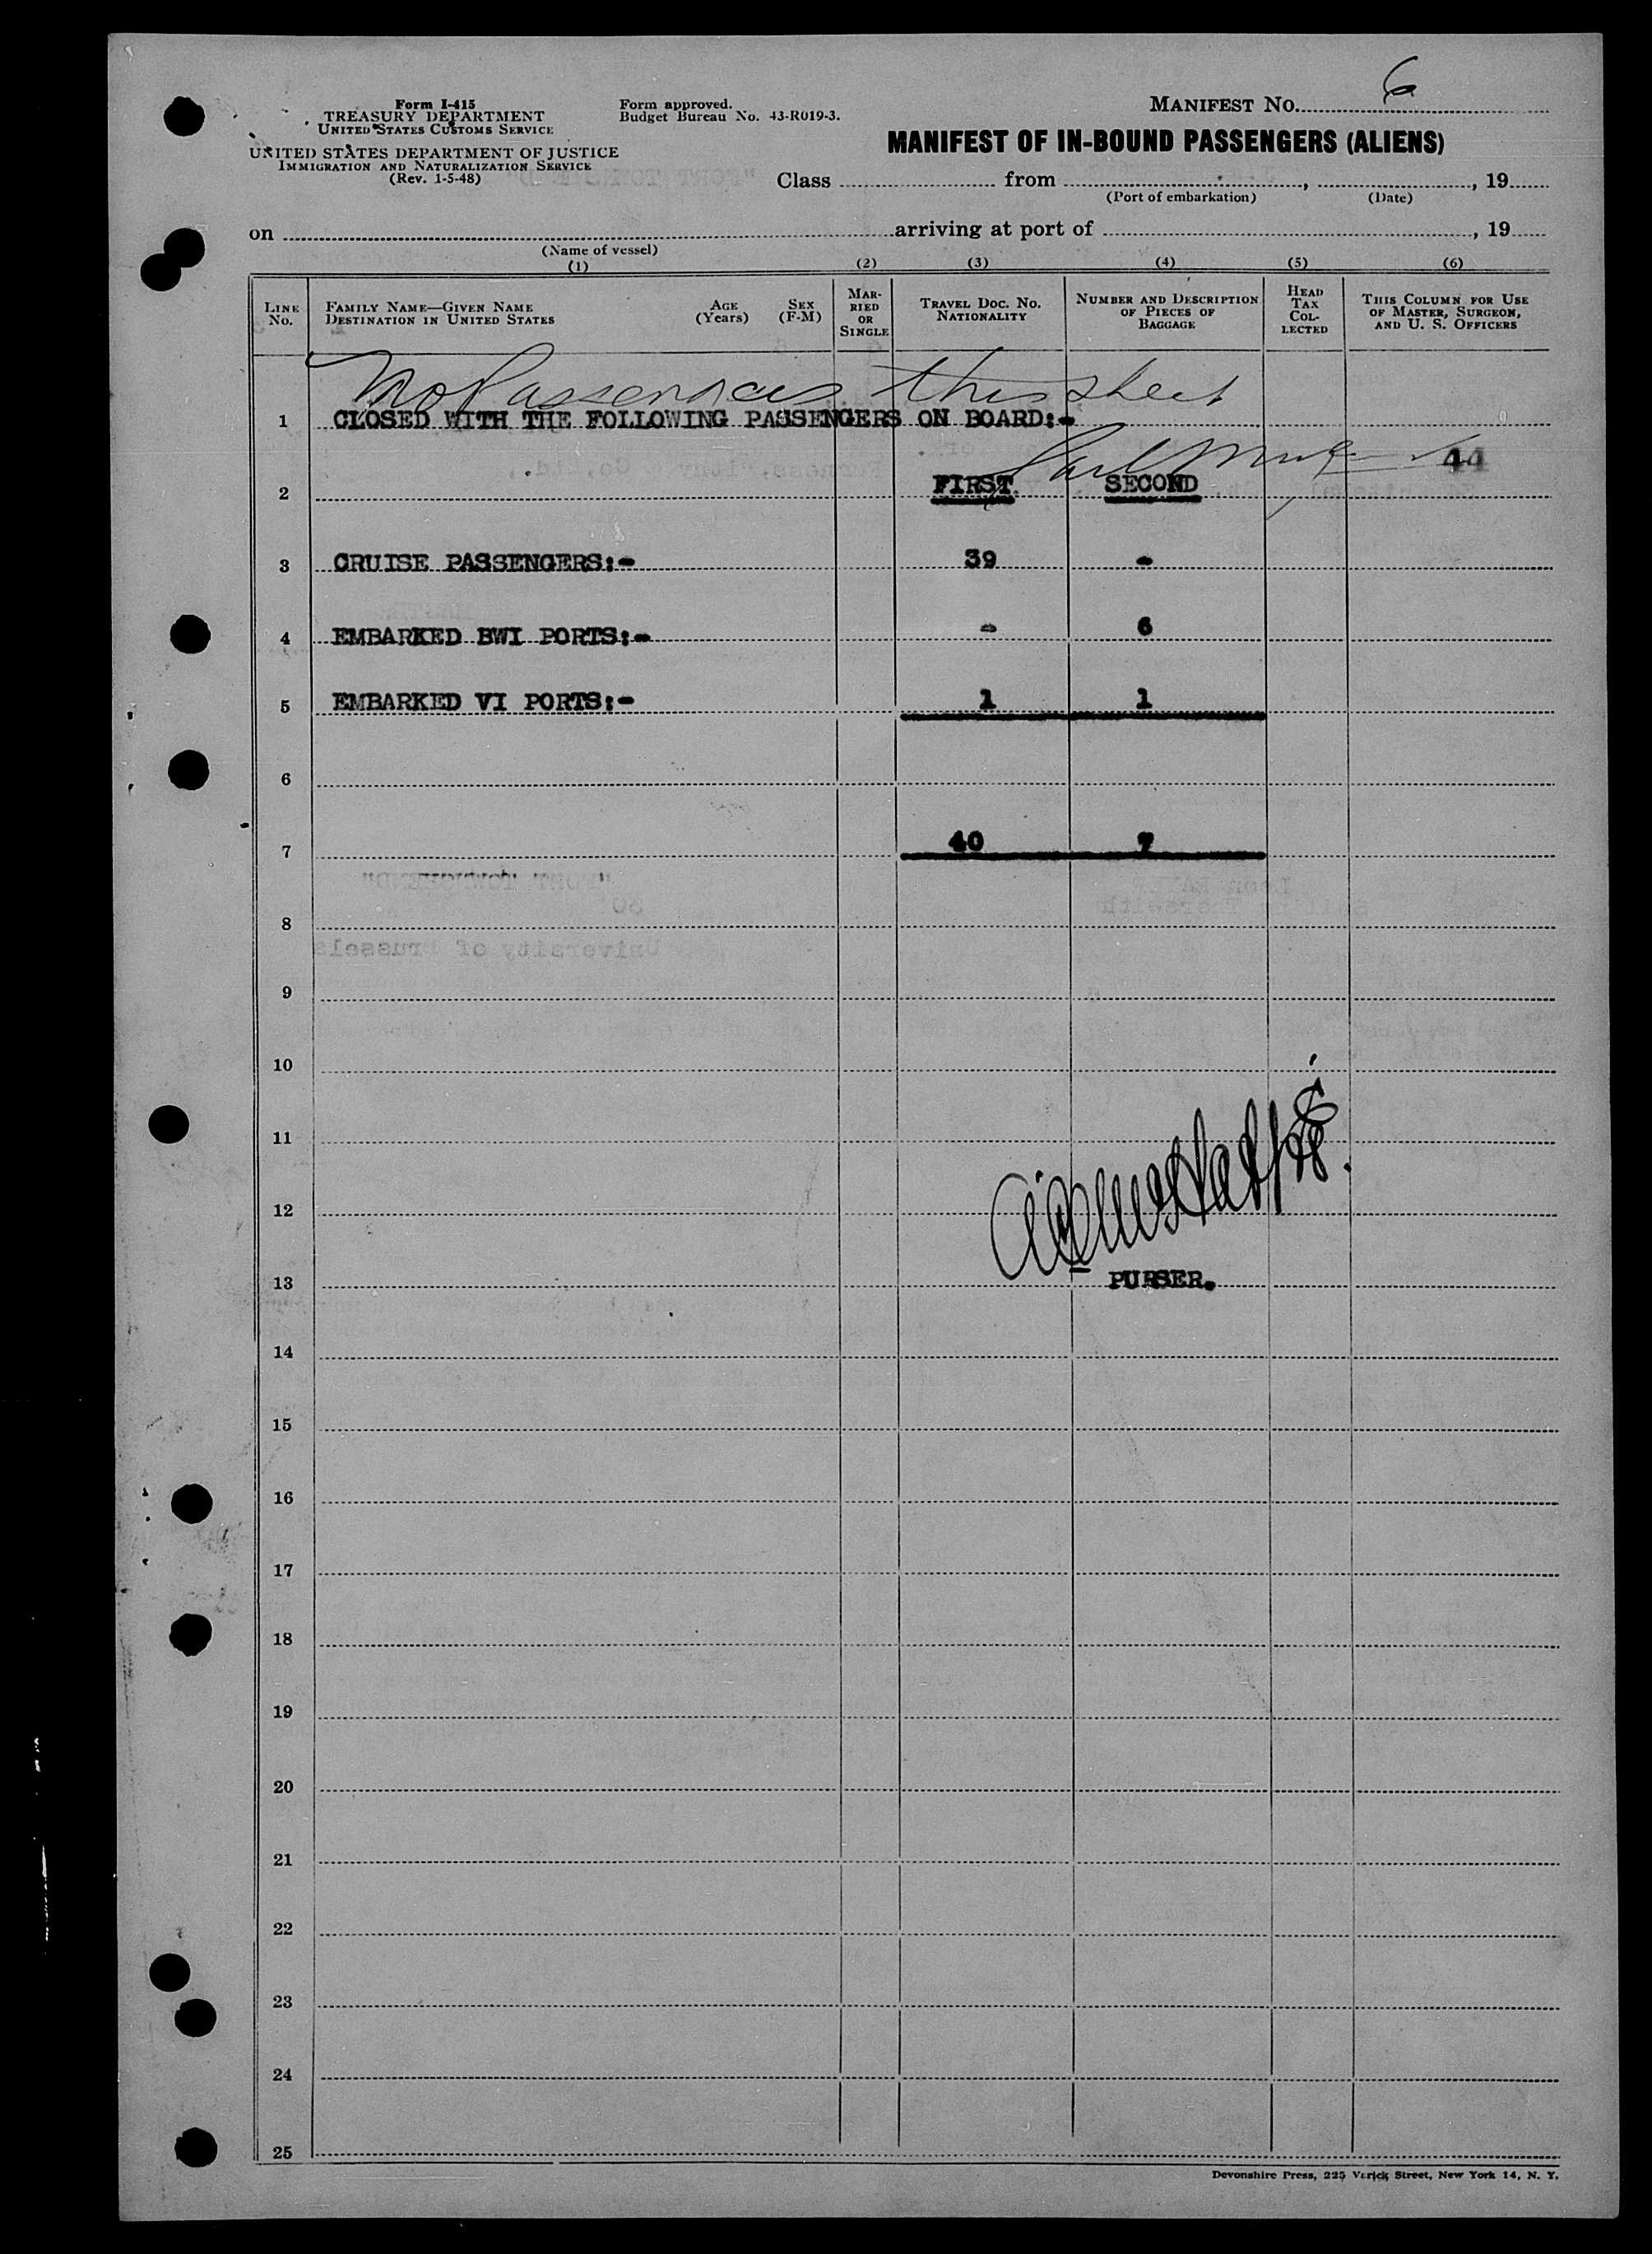 Form I-415
TREASURY DEPARTMENT
UNITED STATES CUSTOMS SERVICE
UNITED STATES DEPARTMENT OF JUSTICE
IMMIGRATION AND NATURALIZATION SERVICE
(Rev. 1-5-48)
Form approved.
Budget Bureau No. 43-R019-3.
MANIFEST NO. 6
MANIFEST OF IN-BOUND PASSENGERS (ALIENS)
Class from , , 19
(Port of embarkation) (Date)
on arriving at port of , 19
(Name of vessel)
(1) (2) (3) (4) (5) (6)
LINE NO.
FAMILY NAME—GIVEN NAME
DESTINATION IN UNITED STATES
AGE (Years)
SEX (F-M)
MARRIED OR SINGLE
TRAVEL DOC. NO.
NATIONALITY
NUMBER AND DESCRIPTION OF PIECES OF BAGGAGE
HEAD TAX COLLECTED
THIS COLUMN FOR USE OF MASTER, SURGEON, AND U. S. OFFICERS
No Passengers this sheet
1 CLOSED WITH THE FOLLOWING PASSENGERS ON BOARD:-
44
2 FIRST SECOND
3 CRUISE PASSENGERS:- 39 -
4 EMBARKED BWI PORTS:- - 6
5 EMBARKED VI PORTS:- 1 1
6
7 40 7
8
9
10
11
12
13 PURSER.
14
15
16
17
18
19
20
21
22
23
24
25
Devonshire Press, 225 Varick Street, New York 14, N. Y.